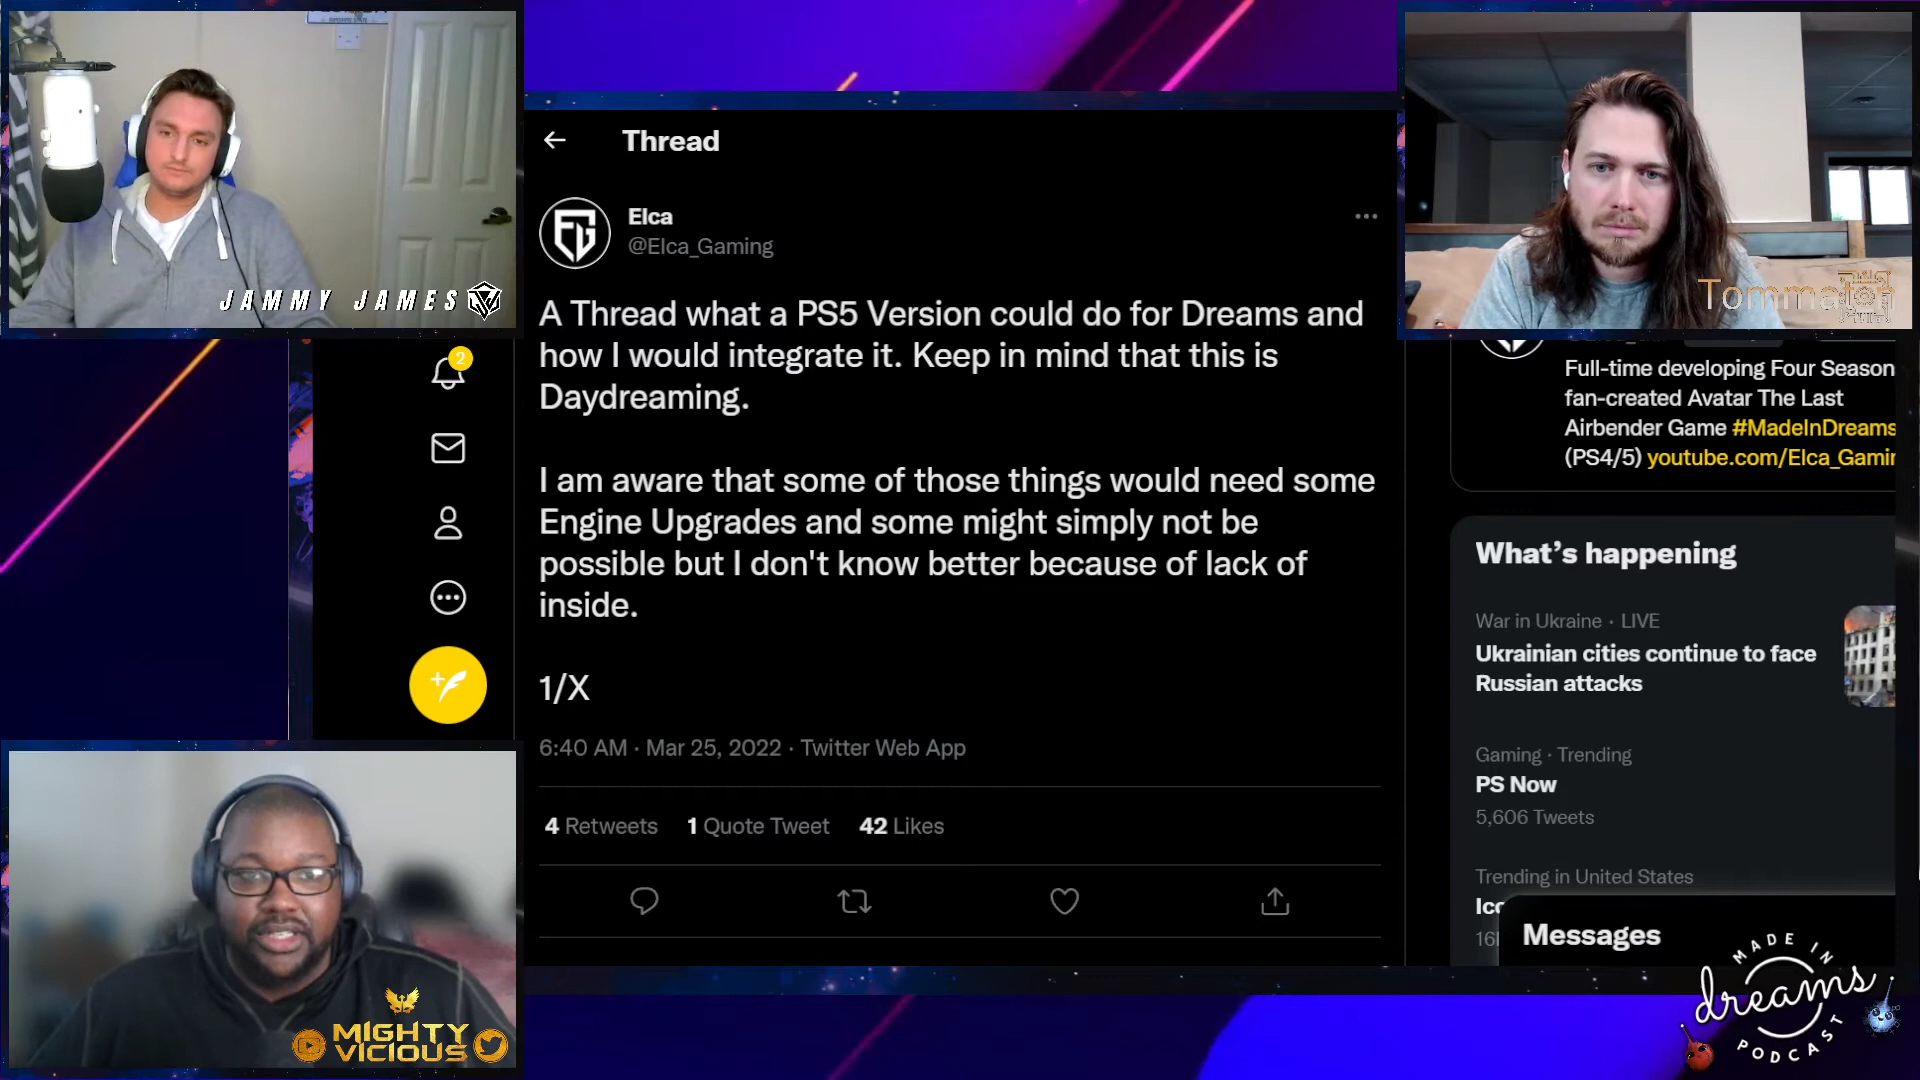 JAMMY JAMES
Thread
Elca
@Elca_Gaming
A Thread what a PS5 Version could do for Dreams and
how I would integrate it. Keep in mind that this is
Daydreaming.
I am aware that some of those things would need some
Engine Upgrades and some might simply not be
possible but I don't know better because of lack of
inside.
1/X
6:40 AM · Mar 25, 2022 · Twitter Web App
4 Retweets 1 Quote Tweet 42 Likes
2
Full-time developing Four Season
fan-created Avatar The Last
Airbender Game #MadeInDreams
(PS4/5) youtube.com/Elca_Gamin
What's happening
War in Ukraine · LIVE
Ukrainian cities continue to face
Russian attacks
Gaming · Trending
PS Now
5,606 Tweets
Trending in United States
Messages
MIGHTY
VICIOUS
MADE IN
dreams
PODCAST